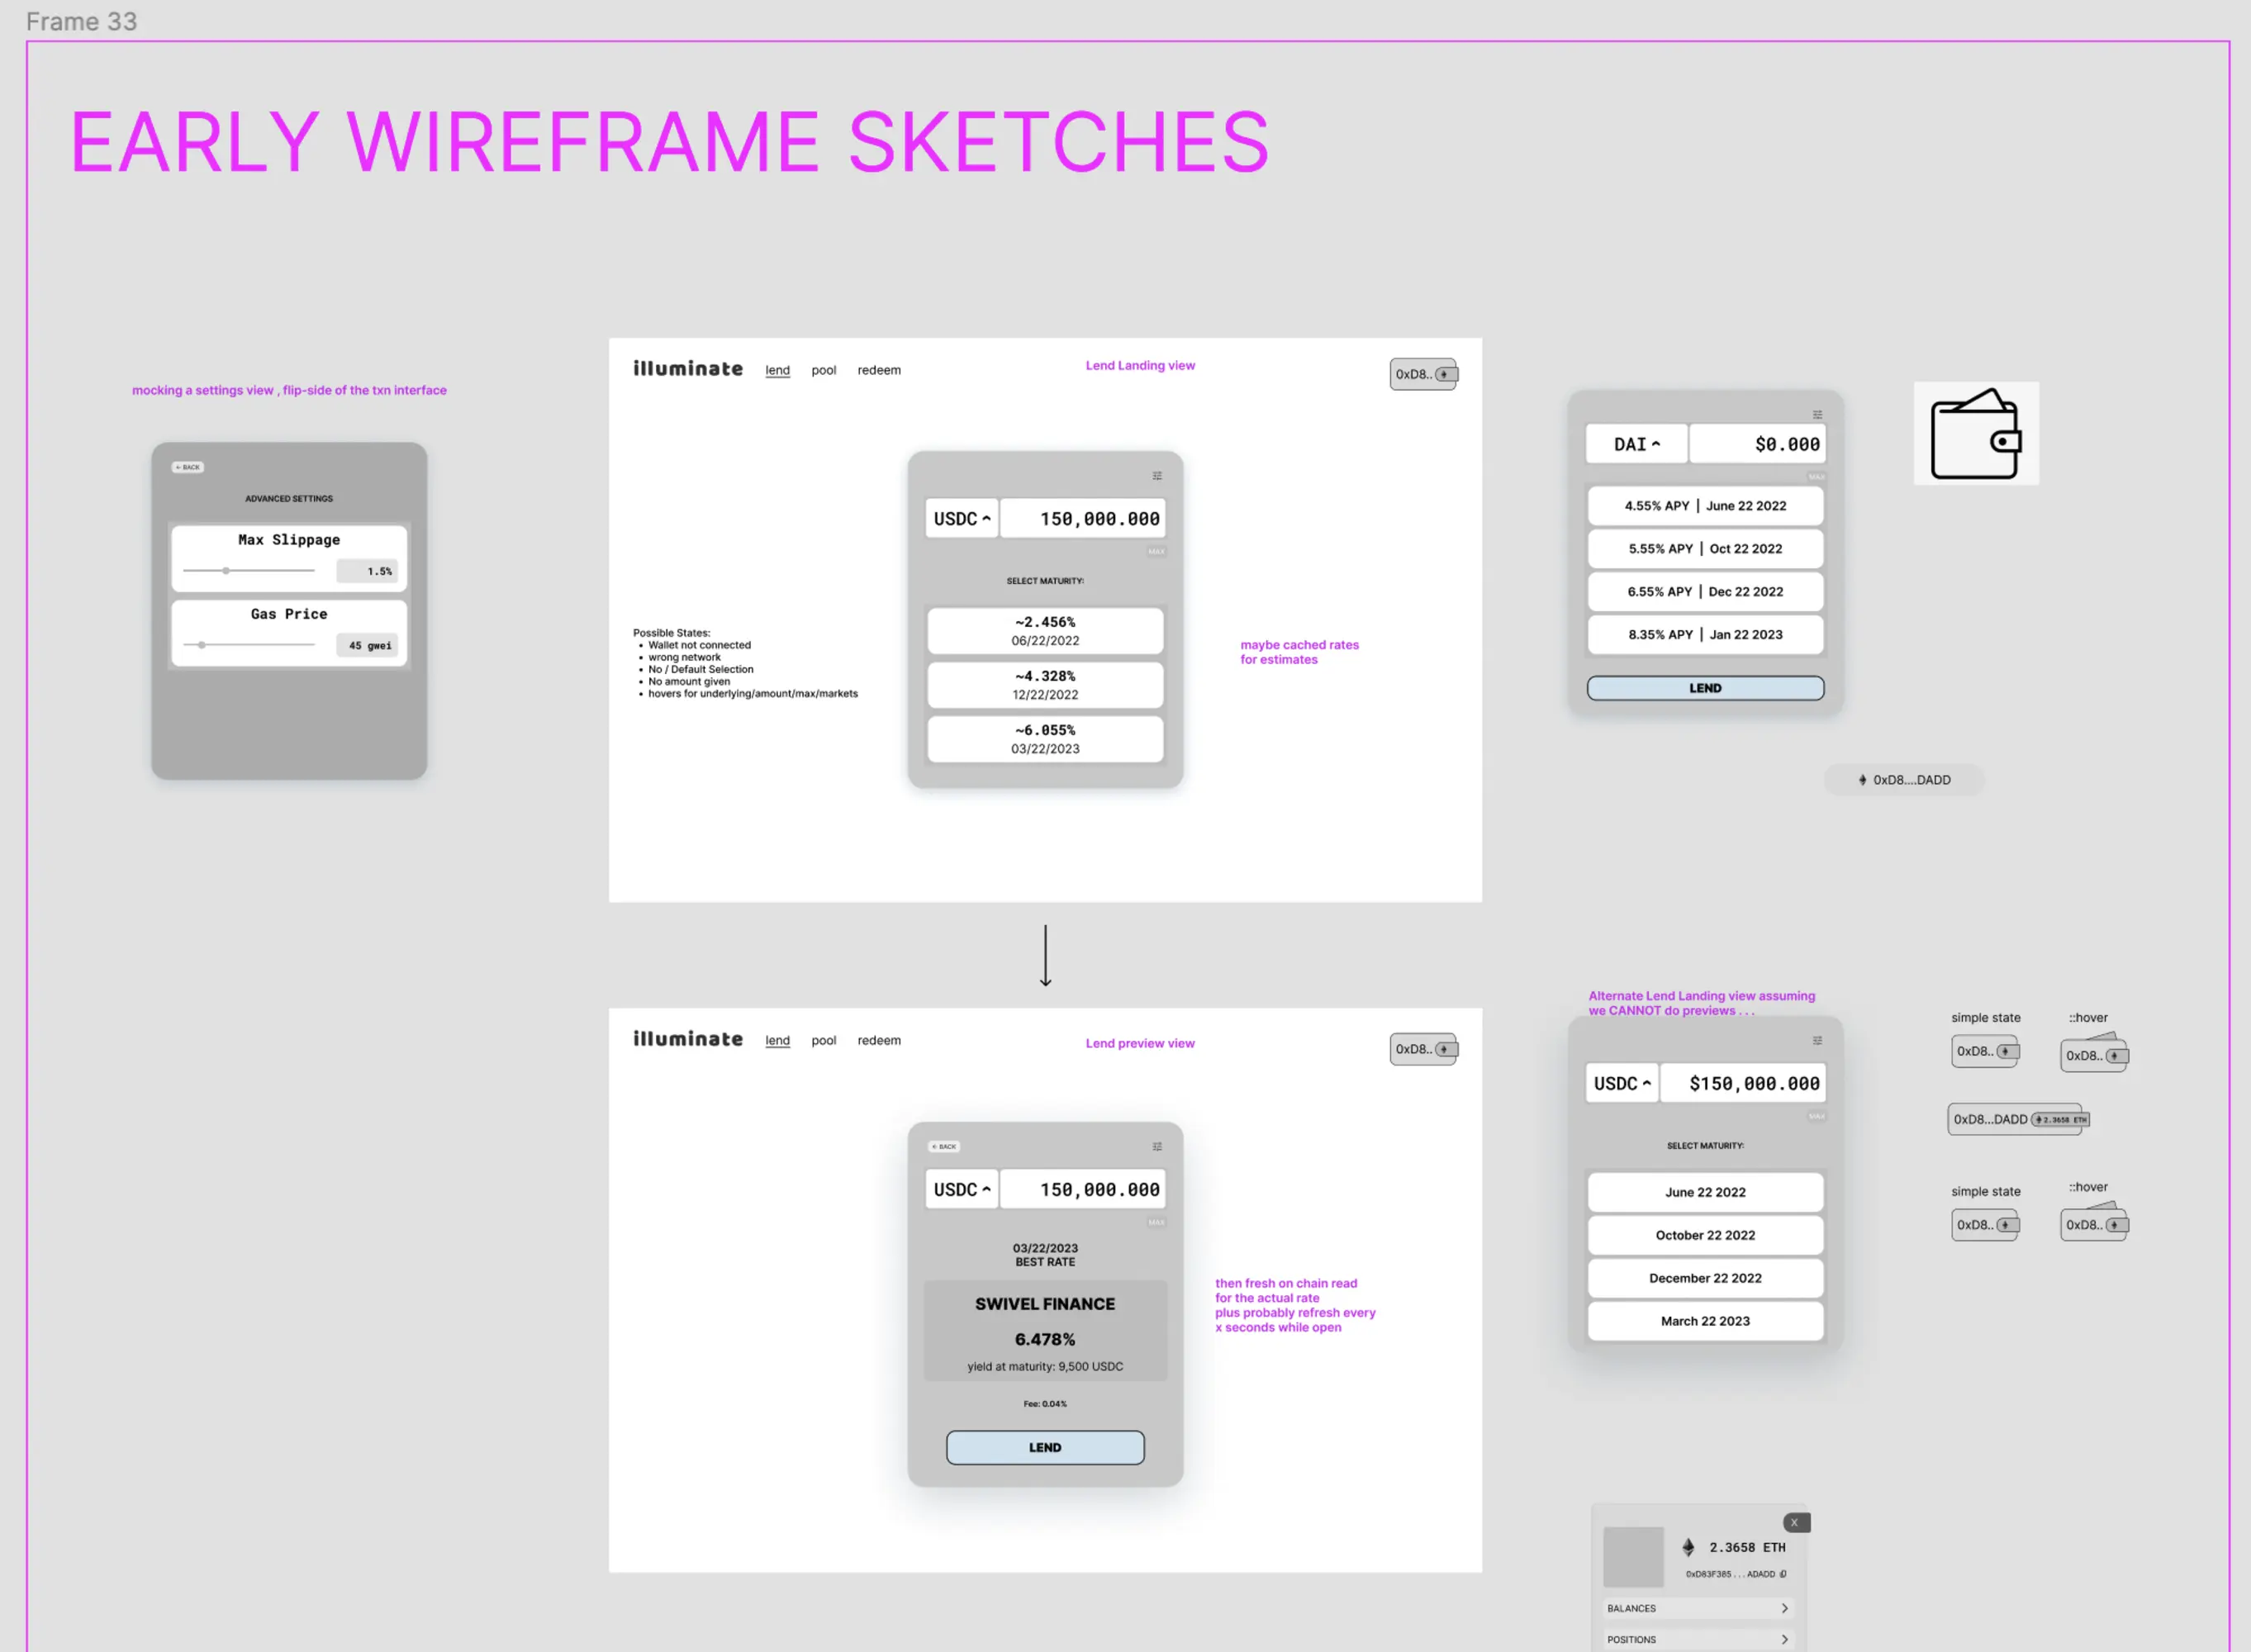 Frame 33
EARLY WIREFRAME SKETCHES
mocking a settings view , flip-side of the txn interface
← BACK
ADVANCED SETTINGS
Max Slippage
1.5%
Gas Price
45 gwei
illuminate lend pool redeem
Lend Landing view
0xD8..
USDC
150,000.000
MAX
SELECT MATURITY:
~2.456%
06/22/2022
~4.328%
12/22/2022
~6.055%
03/22/2023
Possible States:
• Wallet not connected
• wrong network
• No / Default Selection
• No amount given
• hovers for underlying/amount/max/markets
maybe cached rates
for estimates
DAI
$0.000
MAX
4.55% APY | June 22 2022
5.55% APY | Oct 22 2022
6.55% APY | Dec 22 2022
8.35% APY | Jan 22 2023
LEND
0xD8....DADD
illuminate lend pool redeem
Lend preview view
0xD8..
← BACK
USDC
150,000.000
MAX
03/22/2023
BEST RATE
SWIVEL FINANCE
6.478%
yield at maturity: 9,500 USDC
Fee: 0.04%
LEND
then fresh on chain read
for the actual rate
plus probably refresh every
x seconds while open
Alternate Lend Landing view assuming
we CANNOT do previews . . .
USDC
$150,000.000
MAX
SELECT MATURITY:
June 22 2022
October 22 2022
December 22 2022
March 22 2023
simple state
::hover
0xD8..
0xD8..
0xD8...DADD
2.3658 ETH
simple state
::hover
0xD8..
0xD8..
X
2.3658 ETH
0xD83F385 . . . ADADD
BALANCES
POSITIONS